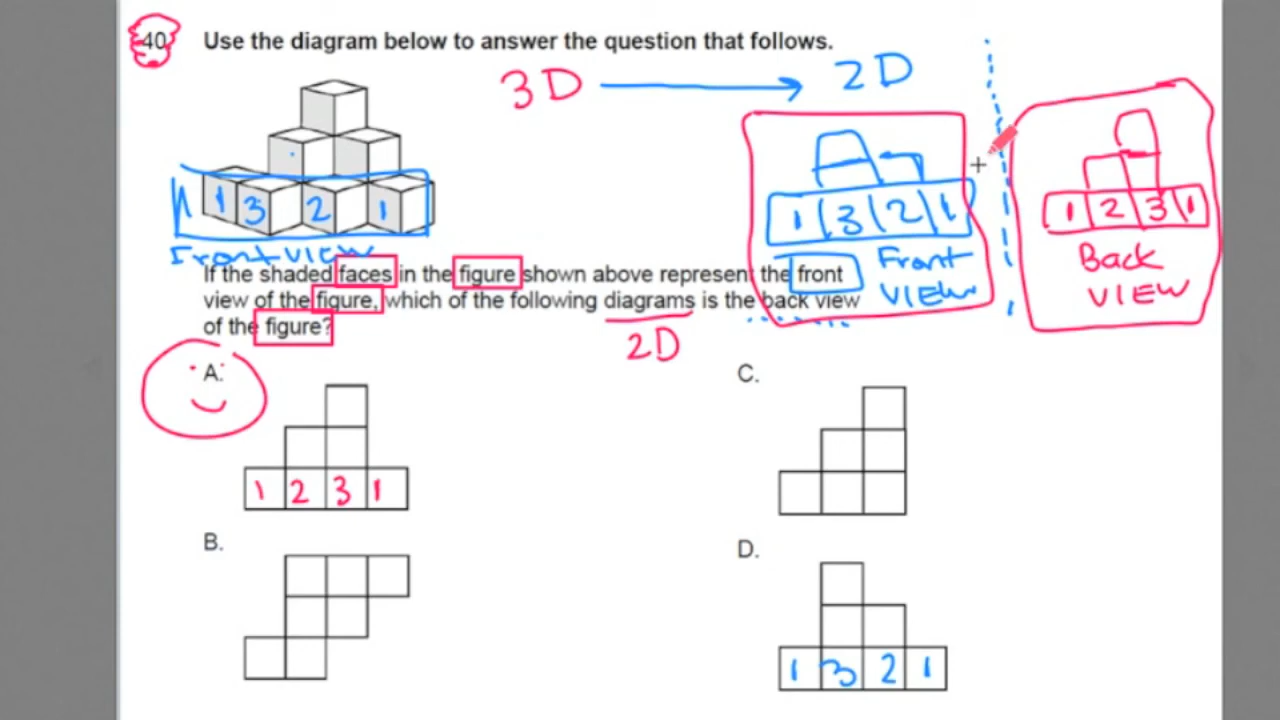 40. Use the diagram below to answer the question that follows.
3D → 2D
1 3 2 1
Front view
1 3 2 1
Front
VIEW
1 2 3 1
Back
VIEW
If the shaded faces in the figure shown above represent the front
view of the figure, which of the following diagrams is the back view
of the figure?
2D
A.
1 2 3 1
B.
C.
D.
1 3 2 1